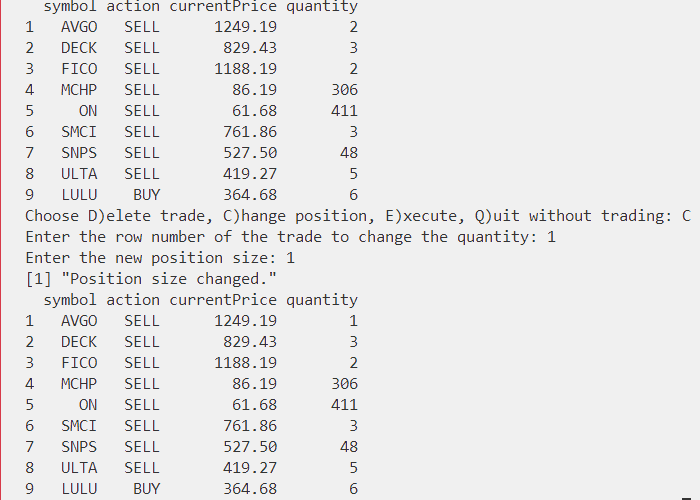 symbol action currentPrice quantity
1 AVGO SELL 1249.19 2
2 DECK SELL 829.43 3
3 FICO SELL 1188.19 2
4 MCHP SELL 86.19 306
5 ON SELL 61.68 411
6 SMCI SELL 761.86 3
7 SNPS SELL 527.50 48
8 ULTA SELL 419.27 5
9 LULU BUY 364.68 6
Choose D)elete trade, C)hange position, E)xecute, Q)uit without trading: C
Enter the row number of the trade to change the quantity: 1
Enter the new position size: 1
[1] "Position size changed."
symbol action currentPrice quantity
1 AVGO SELL 1249.19 1
2 DECK SELL 829.43 3
3 FICO SELL 1188.19 2
4 MCHP SELL 86.19 306
5 ON SELL 61.68 411
6 SMCI SELL 761.86 3
7 SNPS SELL 527.50 48
8 ULTA SELL 419.27 5
9 LULU BUY 364.68 6